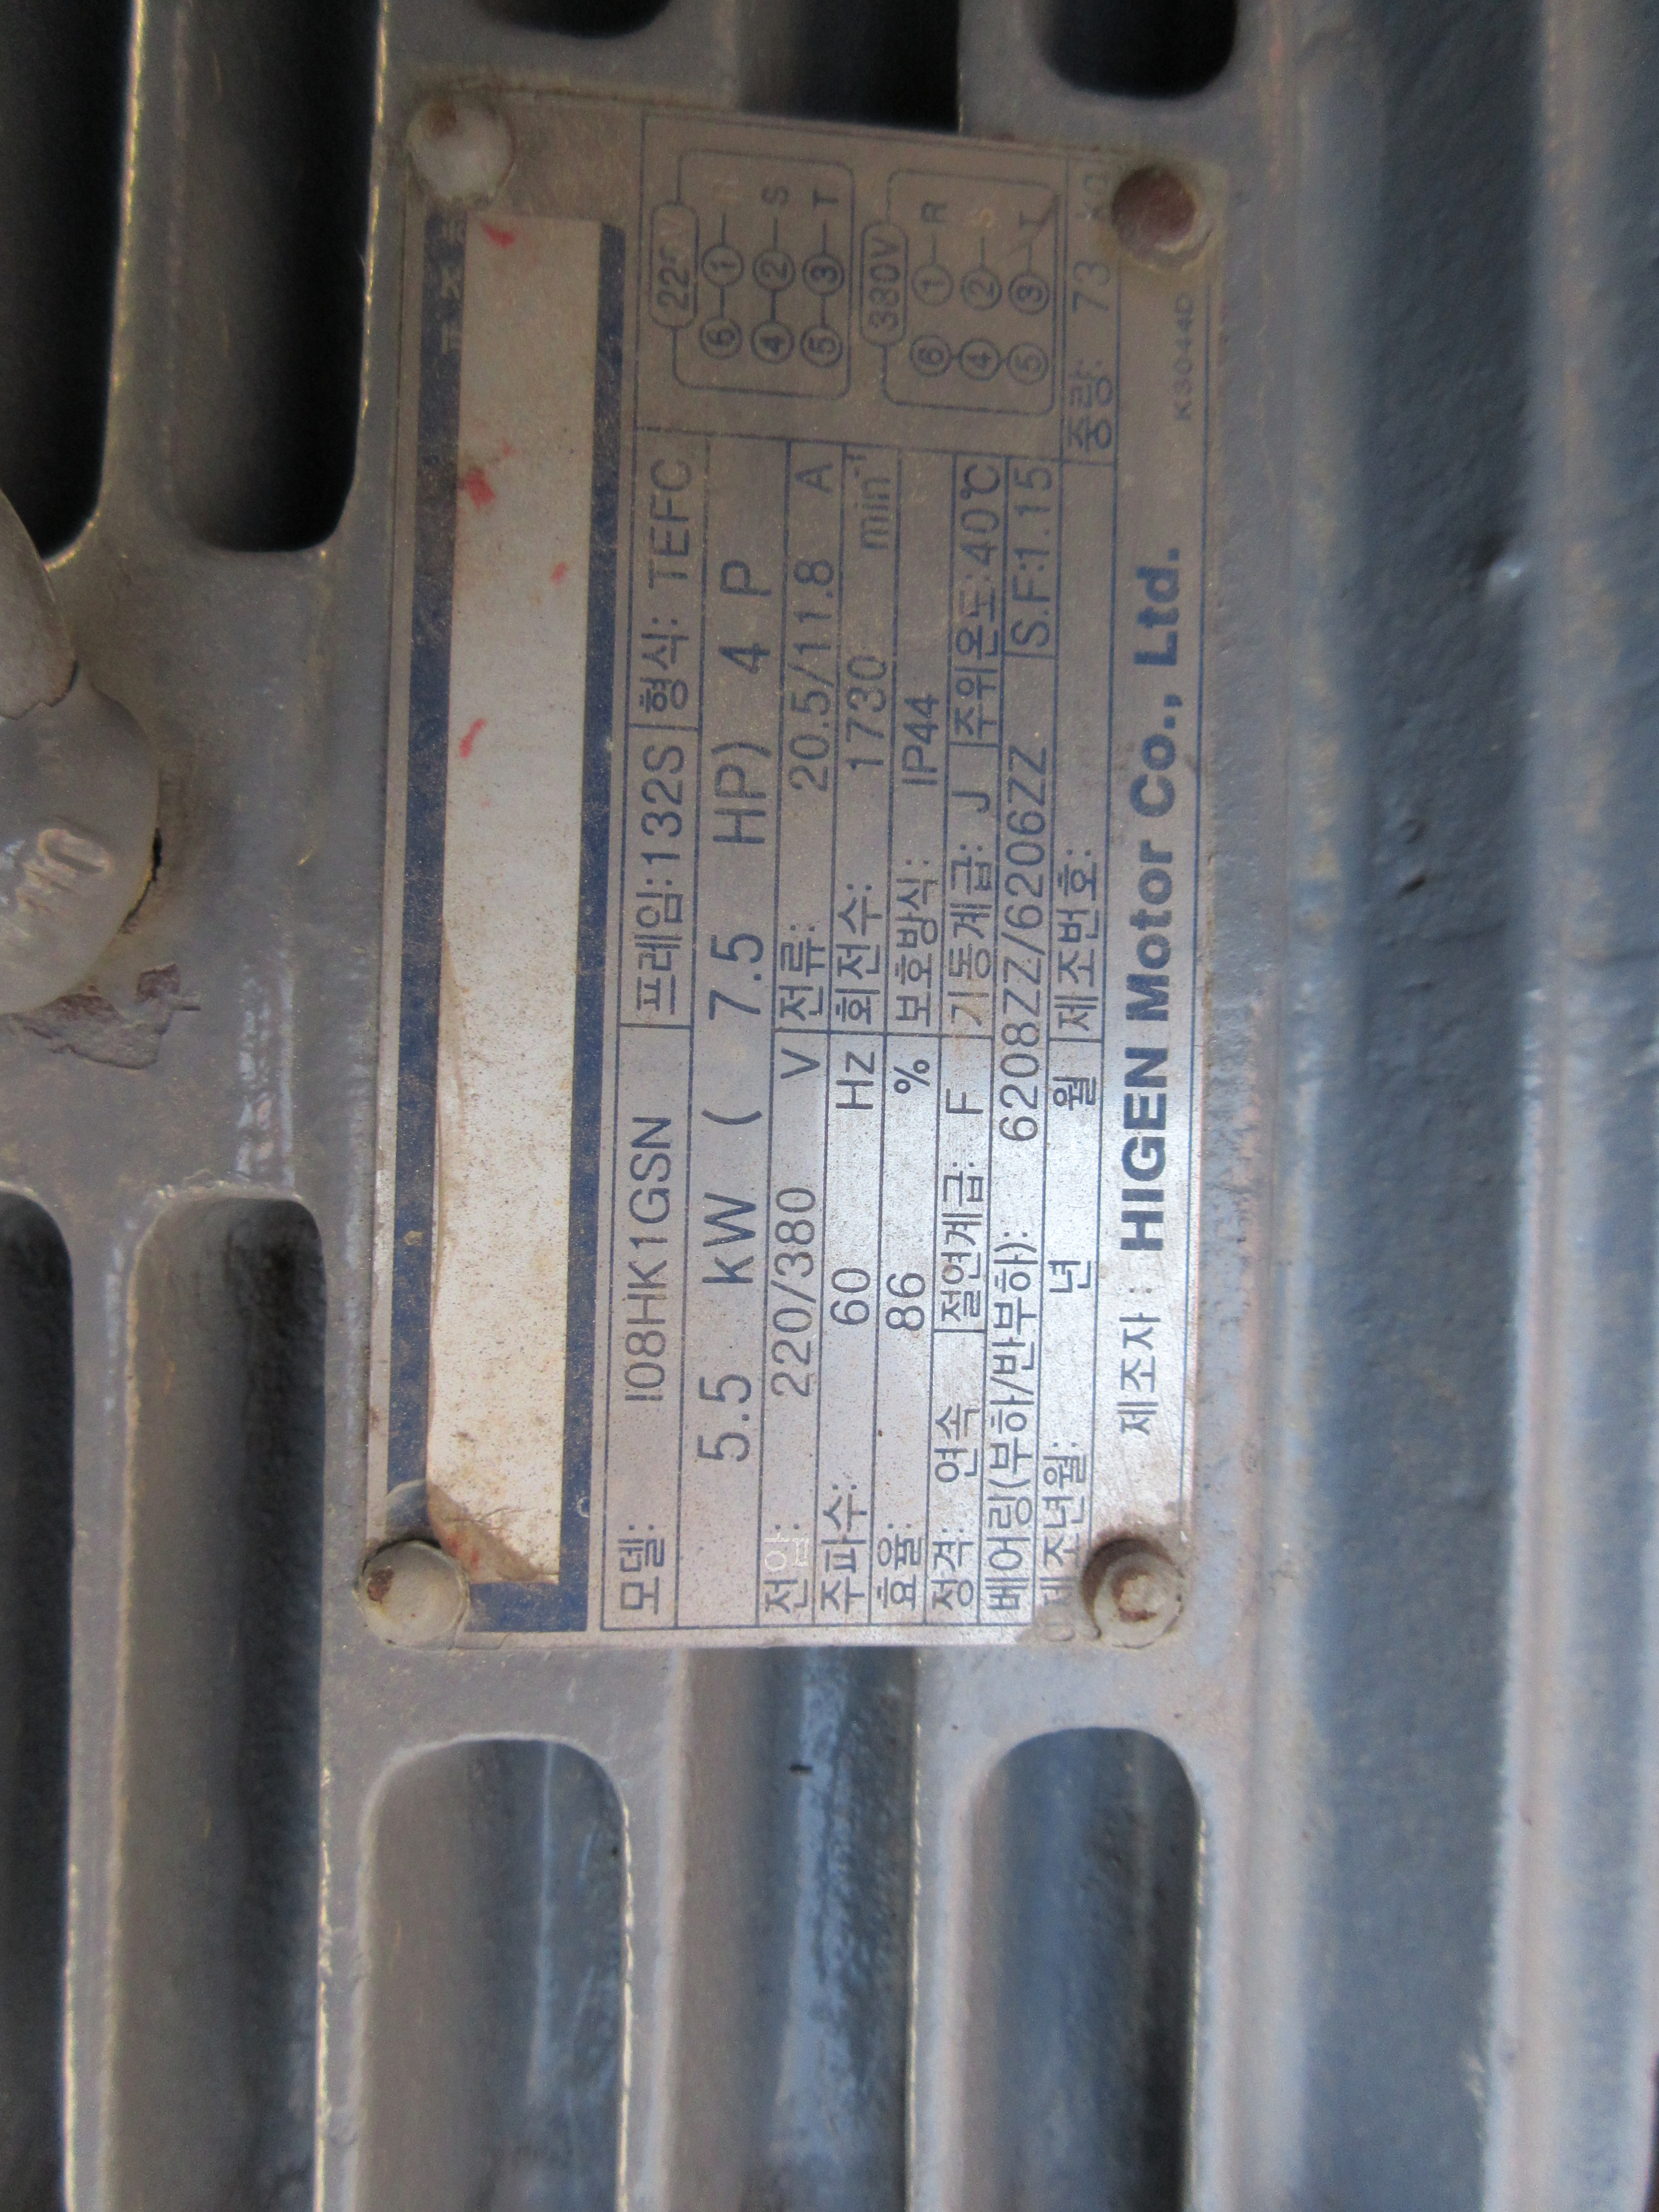 모델: I08HK1GSN 프레임:132S 형식: TEFC
5.5 kW ( 7.5 HP) 4 P
전압: 220/380 V 전류: 20.5/11.8 A
주파수: 60 Hz 회전수: 1730 min⁻¹
효율: 86 % 보호방식: IP44
정격: 연속 절연계급: F 기동계급: J 주위온도:40℃
베어링(부하/반부하): 6208ZZ/6206ZZ S.F:1.15
제조년월: 년 월 제조번호: 중량: 73
제조자 : HIGEN Motor Co., Ltd. K3044D
220V
⑥ ① R
④ ② S
⑤ ③ T
380V
⑥ ① R
④ ② S
⑤ ③ T